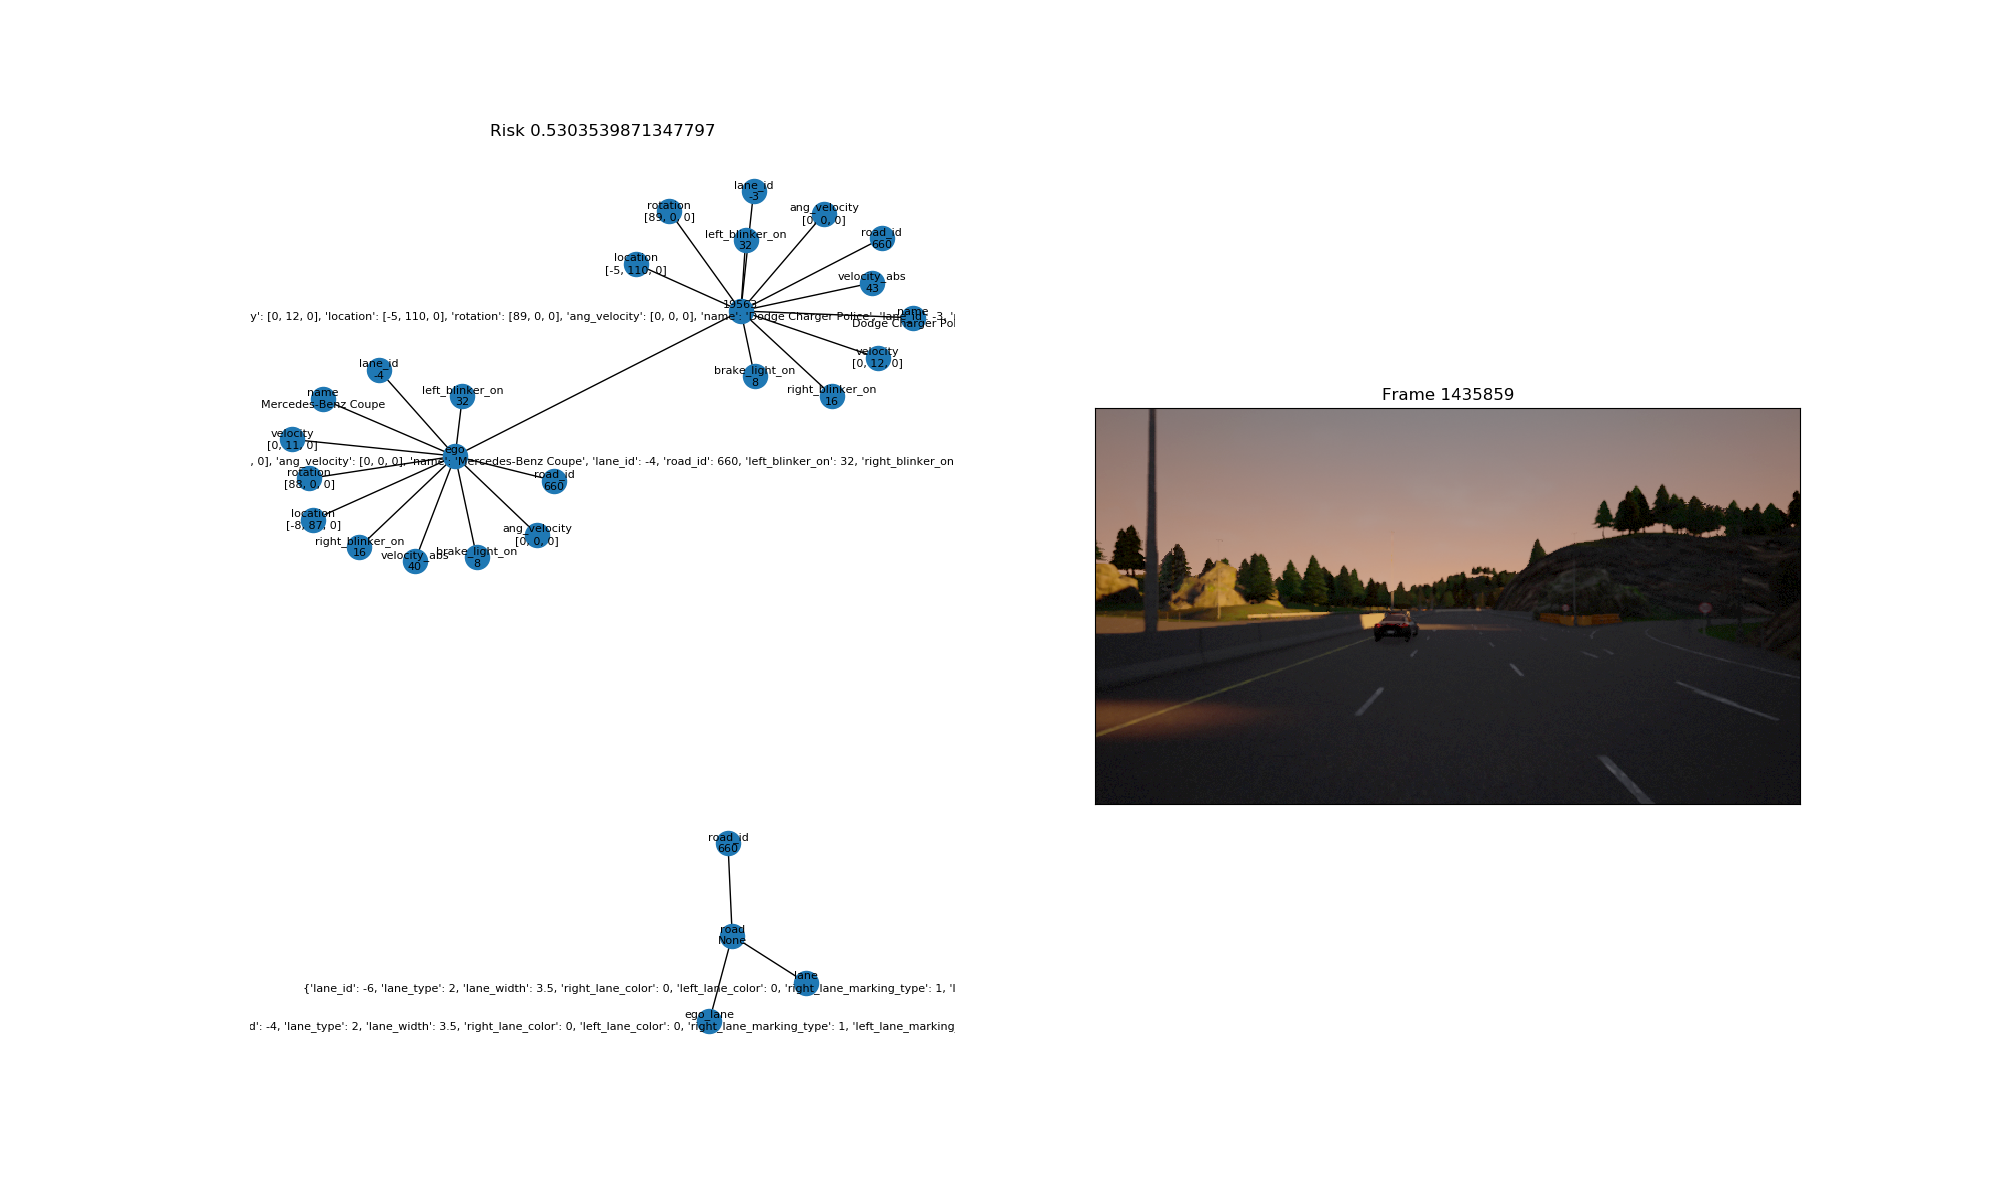 Risk 0.5303539871347797
lane_id
-3
rotation
[89, 0, 0]
ang_velocity
[0, 0, 0]
left_blinker_on
32
road_id
660
location
[-5, 110, 0]
velocity_abs
43
19563
y': [0, 12, 0], 'location': [-5, 110, 0], 'rotation': [89, 0, 0], 'ang_velocity': [0, 0, 0], 'name': 'Dodge Charger Police', 'lane_id': -3,
name
Dodge Charger Pol
velocity
[0, 12, 0]
brake_light_on
8
right_blinker_on
16
lane_id
-4
left_blinker_on
32
name
Mercedes-Benz Coupe
velocity
[0, 11, 0]
ego
, 0], 'ang_velocity': [0, 0, 0], 'name': 'Mercedes-Benz Coupe', 'lane_id': -4, 'road_id': 660, 'left_blinker_on': 32, 'right_blinker_on
rotation
[88, 0, 0]
road_id
660
location
[-8, 87, 0]
ang_velocity
[0, 0, 0]
right_blinker_on
16
velocity_abs
40
brake_light_on
8
Frame 1435859
road_id
660
road
None
lane
{'lane_id': -6, 'lane_type': 2, 'lane_width': 3.5, 'right_lane_color': 0, 'left_lane_color': 0, 'right_lane_marking_type': 1, 'l
ego_lane
d': -4, 'lane_type': 2, 'lane_width': 3.5, 'right_lane_color': 0, 'left_lane_color': 0, 'right_lane_marking_type': 1, 'left_lane_marking